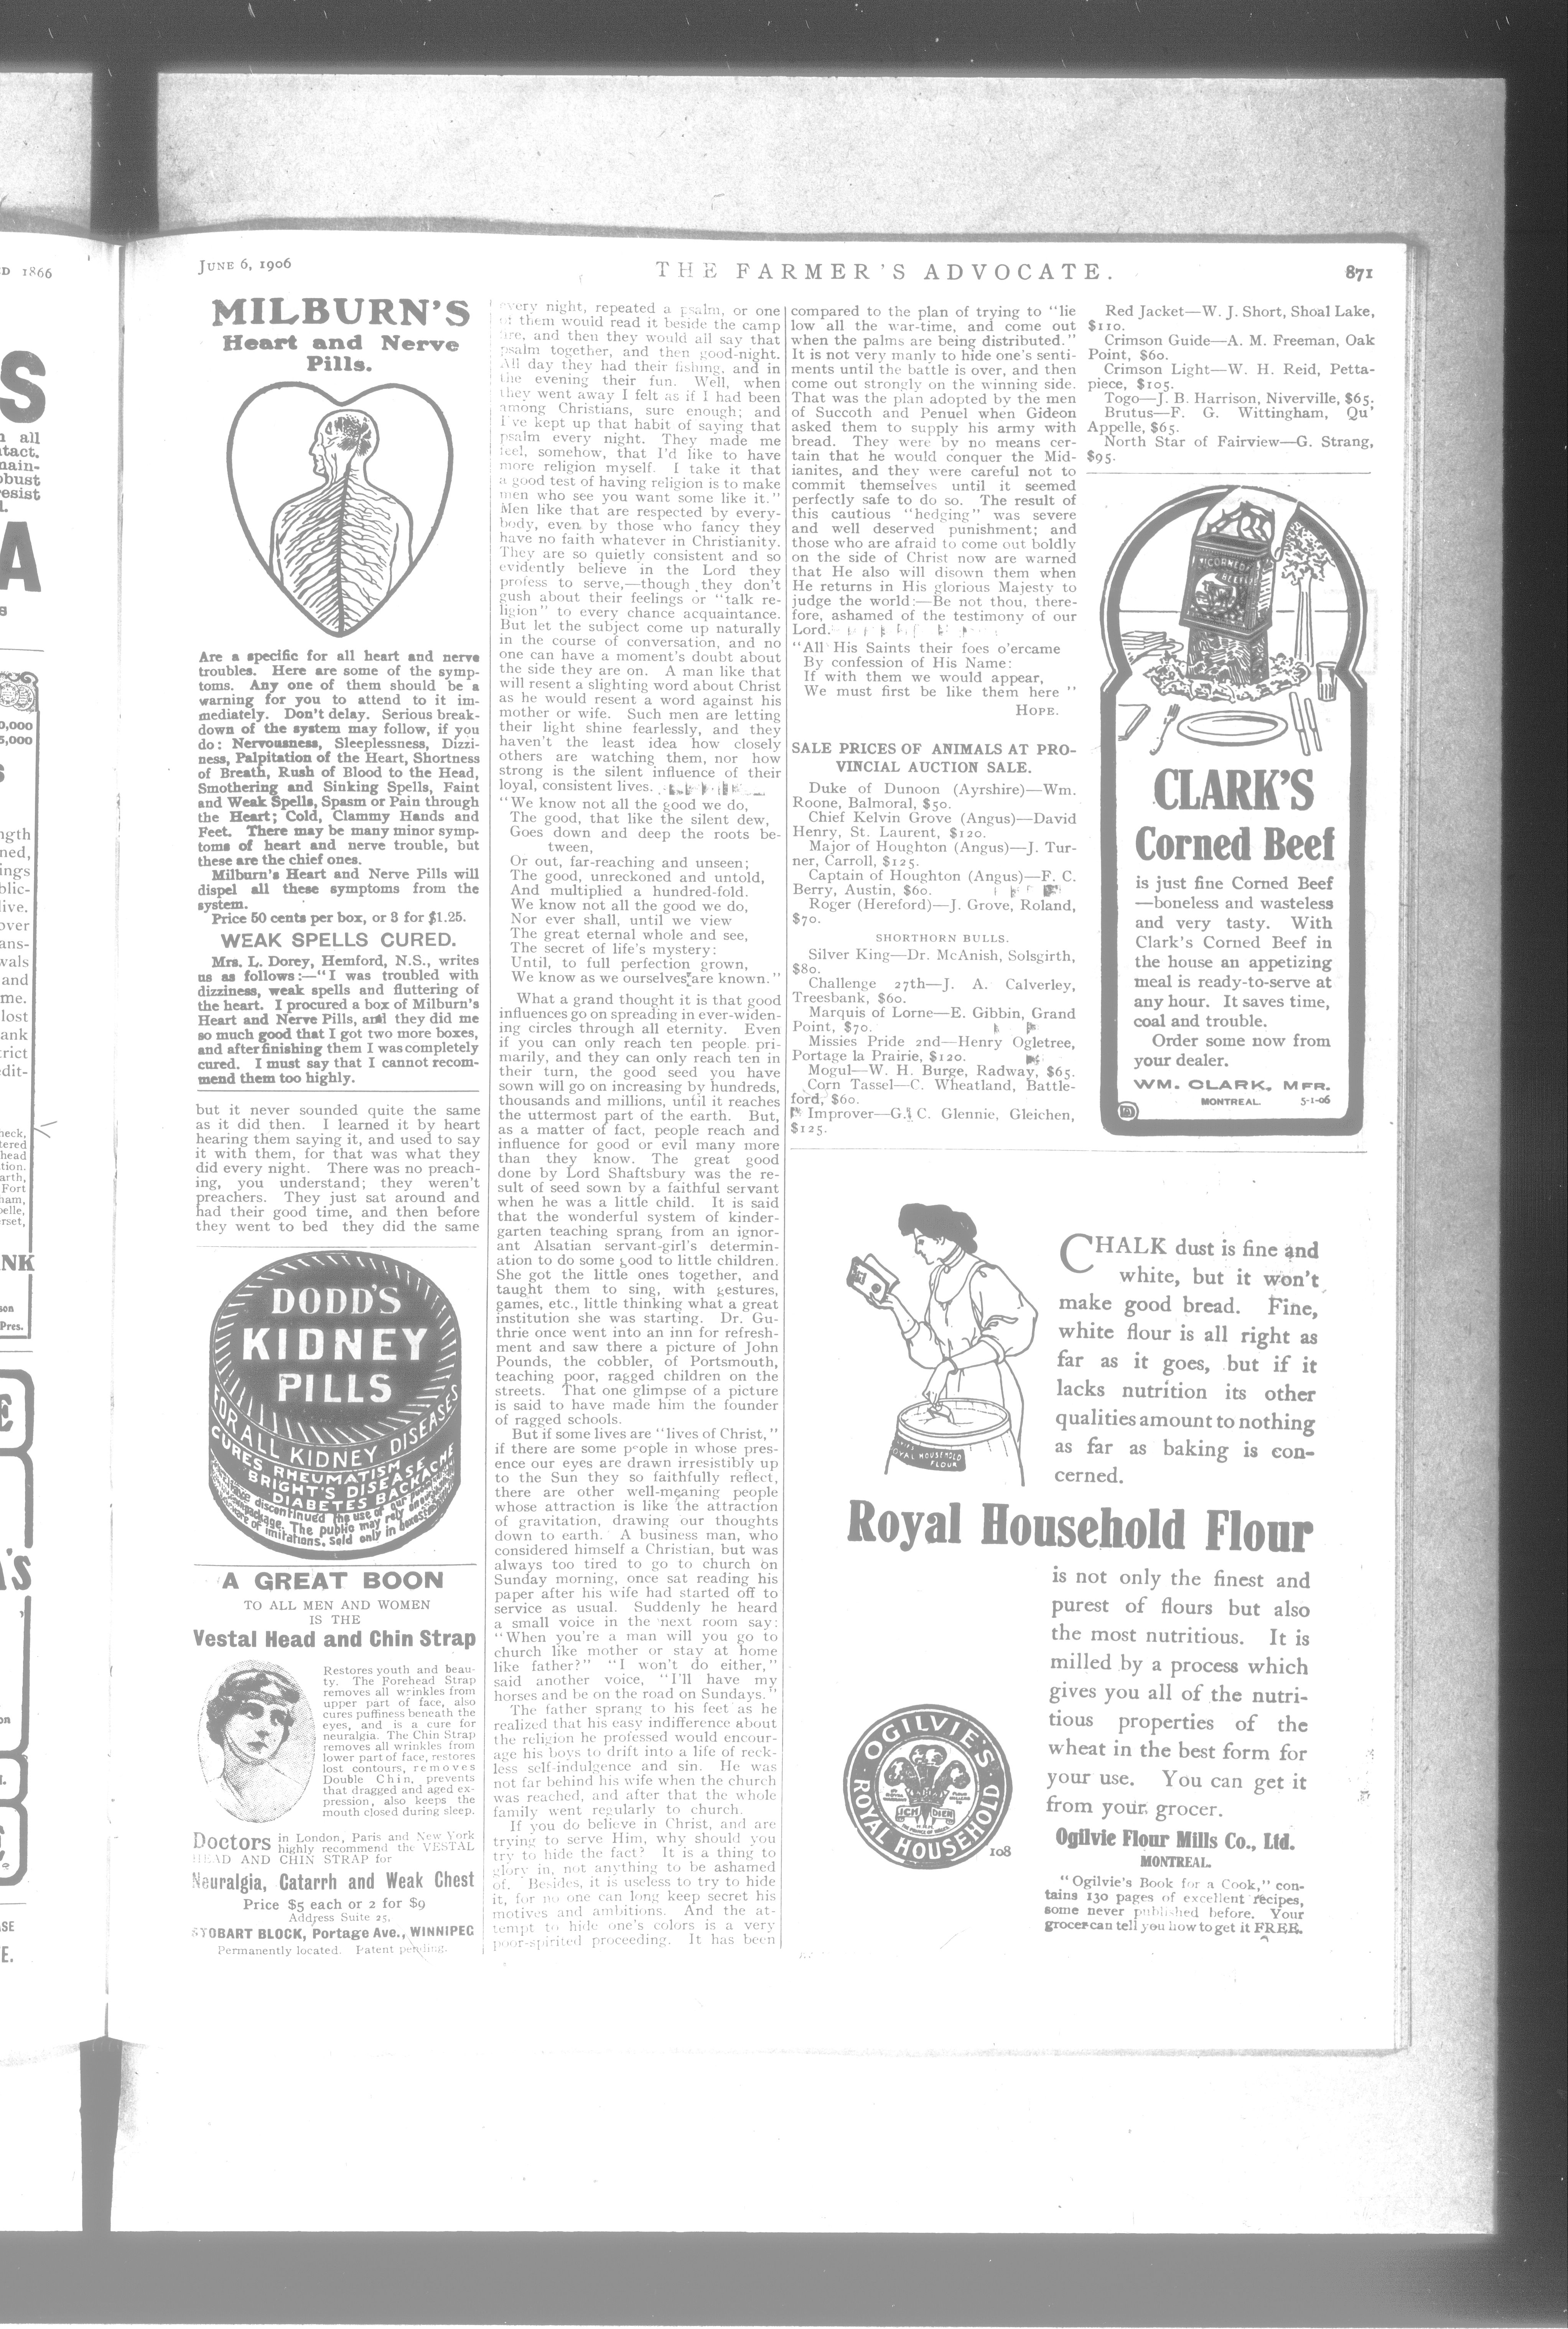 JUNE 6, 1906
THE FARMER'S ADVOCATE.
871
MILBURN'S
Heart and Nerve
Pills.
Are a specific for all heart and nerve
troubles. Here are some of the symp-
toms. Any one of them should be a
warning for you to attend to it im-
mediately. Don't delay. Serious break-
down of the system may follow, if you
do: Nervousness, Sleeplessness, Dizzi-
ness, Palpitation of the Heart, Shortness
of Breath, Rush of Blood to the Head,
Smothering and Sinking Spells, Faint
and Weak Spells, Spasm or Pain through
the Heart; Cold, Clammy Hands and
Feet. There may be many minor symp-
toms of heart and nerve trouble, but
these are the chief ones.
Milburn's Heart and Nerve Pills will
dispel all these symptoms from the
system.
Price 50 cents per box, or 3 for $1.25.
WEAK SPELLS CURED.
Mrs. L. Dorey, Hemford, N.S., writes
us as follows:—"I was troubled with
dizziness, weak spells and fluttering of
the heart. I procured a box of Milburn's
Heart and Nerve Pills, and they did me
so much good that I got two more boxes,
and after finishing them I was completely
cured. I must say that I cannot recom-
mend them too highly.
but it never sounded quite the same
as it did then. I learned it by heart
hearing them saying it, and used to say
it with them, for that was what they
did every night. There was no preach-
ing, you understand; they weren't
preachers. They just sat around and
had their good time, and then before
they went to bed they did the same
DODD'S
KIDNEY
PILLS
FOR ALL KIDNEY DISEASES
CURES RHEUMATISM
BRIGHT'S DISEASE
DIABETES BACKACHE
discontinued the use of our
package. The public may rely
of imitations. Sold only in boxes
A GREAT BOON
TO ALL MEN AND WOMEN
IS THE
Vestal Head and Chin Strap
Restores youth and beau-
ty. The Forehead Strap
removes all wrinkles from
upper part of face, also
cures puffiness beneath the
eyes, and is a cure for
neuralgia. The Chin Strap
removes all wrinkles from
lower part of face, restores
lost contours, removes
Double Chin, prevents
that dragged and aged ex-
pression, also keeps the
mouth closed during sleep.
Doctors in London, Paris and New York
highly recommend the VESTAL
HEAD AND CHIN STRAP for
Neuralgia, Catarrh and Weak Chest
Price $5 each or 2 for $9
Address Suite 25,
STOBART BLOCK, Portage Ave., WINNIPEG
Permanently located. Patent pending.
every night, repeated a psalm, or one
of them would read it beside the camp
fire, and then they would all say that
psalm together, and then good-night.
All day they had their fishing, and in
the evening their fun. Well, when
they went away I felt as if I had been
among Christians, sure enough; and
I've kept up that habit of saying that
psalm every night. They made me
feel, somehow, that I'd like to have
more religion myself. I take it that
a good test of having religion is to make
men who see you want some like it."
Men like that are respected by every-
body, even by those who fancy they
have no faith whatever in Christianity.
They are so quietly consistent and so
evidently believe in the Lord they
profess to serve,—though they don't
gush about their feelings or "talk re-
ligion" to every chance acquaintance.
But let the subject come up naturally
in the course of conversation, and no
one can have a moment's doubt about
the side they are on. A man like that
will resent a slighting word about Christ
as he would resent a word against his
mother or wife. Such men are letting
their light shine fearlessly, and they
haven't the least idea how closely
others are watching them, nor how
strong is the silent influence of their
loyal, consistent lives.
"We know not all the good we do,
The good, that like the silent dew,
Goes down and deep the roots be-
tween,
Or out, far-reaching and unseen;
The good, unreckoned and untold,
And multiplied a hundred-fold.
We know not all the good we do,
Nor ever shall, until we view
The great eternal whole and see,
The secret of life's mystery:
Until, to full perfection grown,
We know as we ourselves are known."
What a grand thought it is that good
influences go on spreading in ever-widen-
ing circles through all eternity. Even
if you can only reach ten people pri-
marily, and they can only reach ten in
their turn, the good seed you have
sown will go on increasing by hundreds,
thousands and millions, until it reaches
the uttermost part of the earth. But,
as a matter of fact, people reach and
influence for good or evil many more
than they know. The great good
done by Lord Shaftsbury was the re-
sult of seed sown by a faithful servant
when he was a little child. It is said
that the wonderful system of kinder-
garten teaching sprang from an ignor-
ant Alsatian servant-girl's determin-
ation to do some good to little children.
She got the little ones together, and
taught them to sing, with gestures,
games, etc., little thinking what a great
institution she was starting. Dr. Gu-
thrie once went into an inn for refresh-
ment and saw there a picture of John
Pounds, the cobbler, of Portsmouth,
teaching poor, ragged children on the
streets. That one glimpse of a picture
is said to have made him the founder
of ragged schools.
But if some lives are "lives of Christ,"
if there are some people in whose pres-
ence our eyes are drawn irresistibly up
to the Sun they so faithfully reflect,
there are other well-meaning people
whose attraction is like the attraction
of gravitation, drawing our thoughts
down to earth. A business man, who
considered himself a Christian, but was
always too tired to go to church on
Sunday morning, once sat reading his
paper after his wife had started off to
service as usual. Suddenly he heard
a small voice in the next room say:
"When you're a man will you go to
church like mother or stay at home
like father?" "I won't do either,"
said another voice, "I'll have my
horses and be on the road on Sundays."
The father sprang to his feet as he
realized that his easy indifference about
the religion he professed would encour-
age his boys to drift into a life of reck-
less self-indulgence and sin. He was
not far behind his wife when the church
was reached, and after that the whole
family went regularly to church.
If you do believe in Christ, and are
trying to serve Him, why should you
try to hide the fact? It is a thing to
glory in, not anything to be ashamed
of. Besides, it is useless to try to hide
it, for no one can long keep secret his
motives and ambitions. And the at-
tempt to hide one's colors is a very
poor-spirited proceeding. It has been
compared to the plan of trying to "lie
low all the war-time, and come out
when the palms are being distributed."
It is not very manly to hide one's senti-
ments until the battle is over, and then
come out strongly on the winning side.
That was the plan adopted by the men
of Succoth and Penuel when Gideon
asked them to supply his army with
bread. They were by no means cer-
tain that he would conquer the Mid-
ianites, and they were careful not to
commit themselves until it seemed
perfectly safe to do so. The result of
this cautious "hedging" was severe
and well deserved punishment; and
those who are afraid to come out boldly
on the side of Christ now are warned
that He also will disown them when
He returns in His glorious Majesty to
judge the world:—Be not thou, there-
fore, ashamed of the testimony of our
Lord.
"All His Saints their foes o'ercame
By confession of His Name:
If with them we would appear,
We must first be like them here "
HOPE.
SALE PRICES OF ANIMALS AT PRO-
VINCIAL AUCTION SALE.
Duke of Dunoon (Ayrshire)—Wm.
Roone, Balmoral, $50.
Chief Kelvin Grove (Angus)—David
Henry, St. Laurent, $120.
Major of Houghton (Angus)—J. Tur-
ner, Carroll, $125.
Captain of Houghton (Angus)—F. C.
Berry, Austin, $60.
Roger (Hereford)—J. Grove, Roland,
$70.
SHORTHORN BULLS.
Silver King—Dr. McAnish, Solsgirth,
$80.
Challenge 27th—J. A. Calverley,
Treesbank, $60.
Marquis of Lorne—E. Gibbin, Grand
Point, $70.
Missies Pride 2nd—Henry Ogletree,
Portage la Prairie, $120.
Mogul—W. H. Burge, Radway, $65.
Corn Tassel—C. Wheatland, Battle-
ford, $60.
Improver—G. C. Glennie, Gleichen,
$125.
Red Jacket—W. J. Short, Shoal Lake,
$110.
Crimson Guide—A. M. Freeman, Oak
Point, $60.
Crimson Light—W. H. Reid, Petta-
piece, $105.
Togo—J. B. Harrison, Niverville, $65.
Brutus—F. G. Wittingham, Qu'
Appelle, $65.
North Star of Fairview—G. Strang,
$95.
CORNED
BEEF
CLARK'S
Corned Beef
is just fine Corned Beef
—boneless and wasteless
and very tasty. With
Clark's Corned Beef in
the house an appetizing
meal is ready-to-serve at
any hour. It saves time,
coal and trouble.
Order some now from
your dealer.
WM. CLARK, MFR.
MONTREAL. 5-1-06
CHALK dust is fine and
white, but it won't
make good bread. Fine,
white flour is all right as
far as it goes, but if it
lacks nutrition its other
qualities amount to nothing
as far as baking is con-
cerned.
ROYAL HOUSEHOLD
FLOUR
Royal Household Flour
is not only the finest and
purest of flours but also
the most nutritious. It is
milled by a process which
gives you all of the nutri-
tious properties of the
wheat in the best form for
your use. You can get it
from your grocer.
OGILVIE'S
ICH DIEN
ROYAL HOUSEHOLD
108
Ogilvie Flour Mills Co., Ltd.
MONTREAL.
"Ogilvie's Book for a Cook," con-
tains 130 pages of excellent recipes,
some never published before. Your
grocer can tell you how to get it FREE.